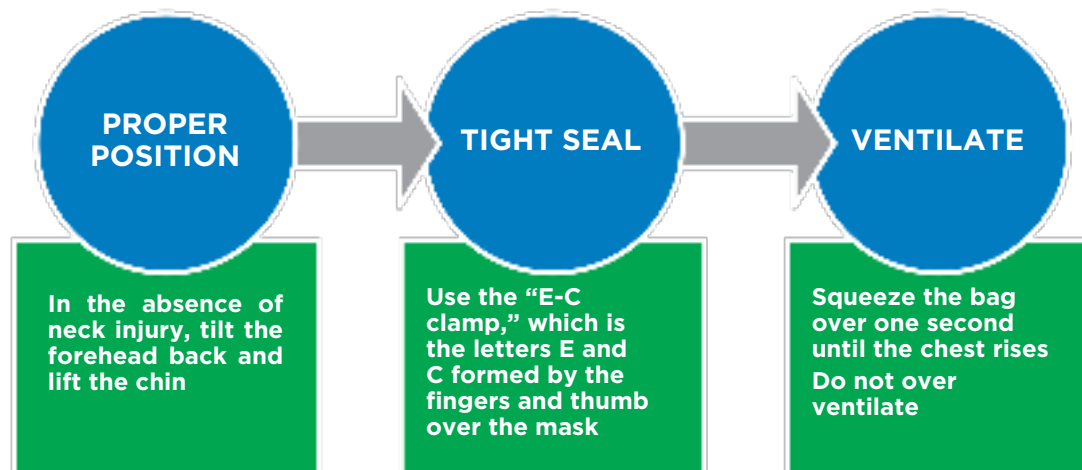 PROPER
POSITION
In the absence of
neck injury, tilt the
forehead back and
lift the chin
TIGHT SEAL
Use the “E-C
clamp,” which is
the letters E and
C formed by the
fingers and thumb
over the mask
VENTILATE
Squeeze the bag
over one second
until the chest rises
Do not over
ventilate